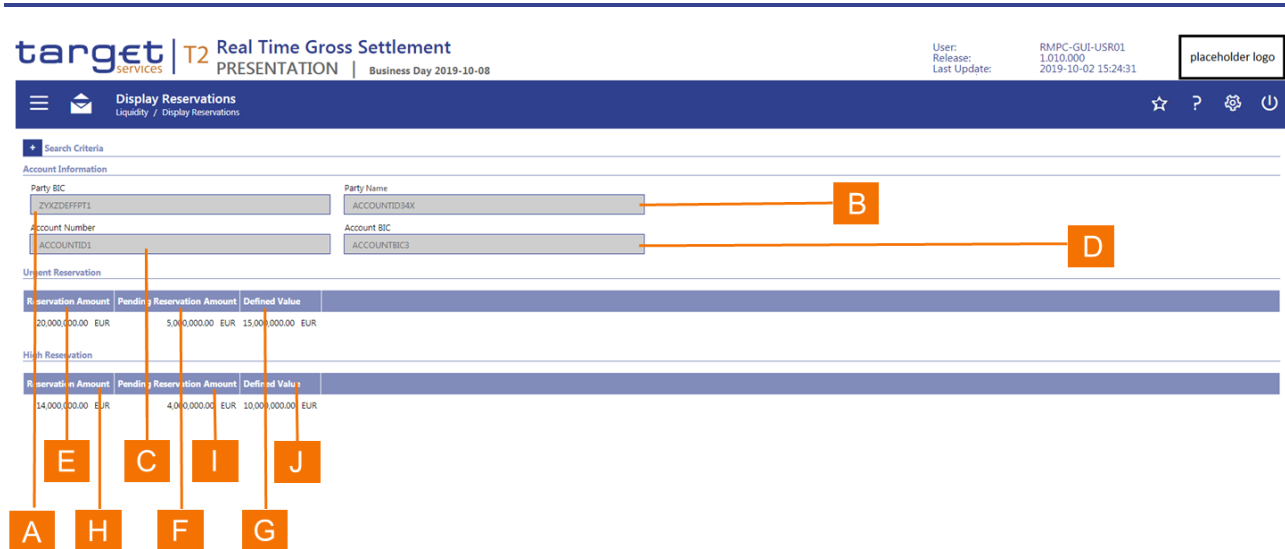 target services | T2 Real Time Gross Settlement
PRESENTATION | Business Day 2019-10-08
User: RMPC-GUI-USR01
Release: 1.010.000
Last Update: 2019-10-02 15:24:31
placeholder logo
Display Reservations
Liquidity / Display Reservations
?
+ Search Criteria
Account Information
Party BIC Party Name
ZYXZDEFFPT1 ACCOUNTID34X
B
Account Number Account BIC
ACCOUNTID1 ACCOUNTBIC3
D
Urgent Reservation
Reservation Amount Pending Reservation Amount Defined Value
20,000,000.00 EUR 5,000,000.00 EUR 15,000,000.00 EUR
High Reservation
Reservation Amount Pending Reservation Amount Defined Value
14,000,000.00 EUR 4,000,000.00 EUR 10,000,000.00 EUR
E C I J
A H F G